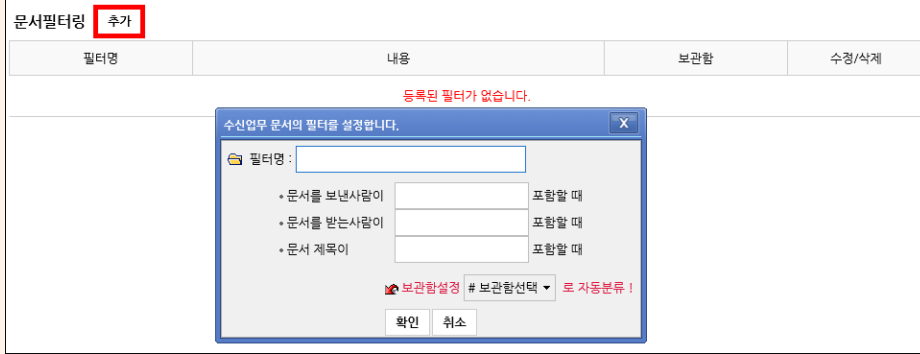 문서필터링 추가
필터명 내용 보관함 수정/삭제
등록된 필터가 없습니다.
수신업무 문서의 필터를 설정합니다. X
필터명 :
문서를 보낸사람이 포함할 때
문서를 받는사람이 포함할 때
문서 제목이 포함할 때
보관함설정 # 보관함선택 로 자동분류 !
확인 취소